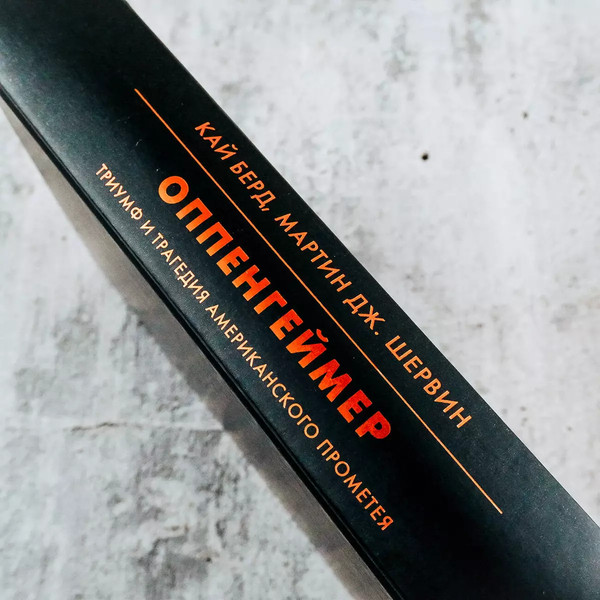 КАЙ БЕРД, МАРТИН ДЖ. ШЕРВИН
ОППЕНГЕЙМЕР
ТРИУМФ И ТРАГЕДИЯ АМЕРИКАНСКОГО ПРОМЕТЕЯ